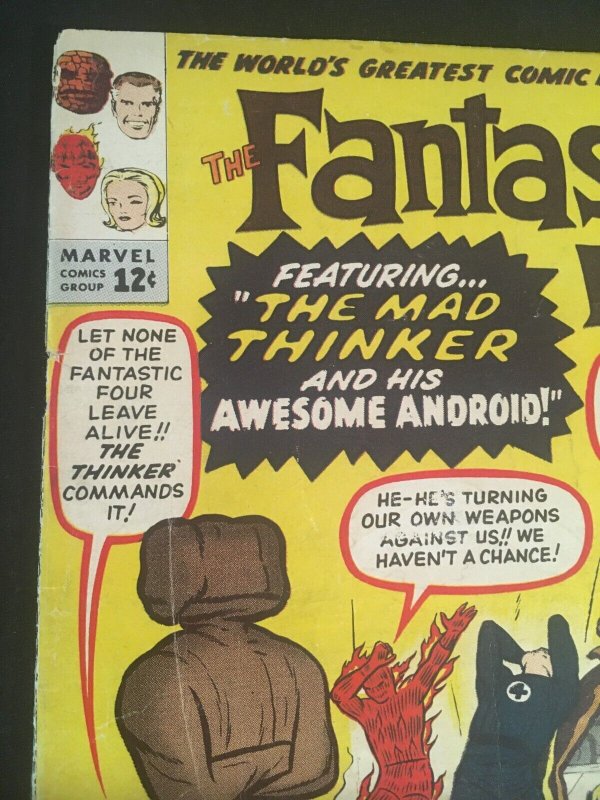 THE WORLD'S GREATEST COMIC
THE Fantas
MARVEL
COMICS
GROUP 12¢
FEATURING...
"THE MAD
THINKER
AND HIS
AWESOME ANDROID!"
LET NONE
OF THE
FANTASTIC
FOUR
LEAVE
ALIVE!!
THE
THINKER
COMMANDS
IT!
HE-HE'S TURNING
OUR OWN WEAPONS
AGAINST US!! WE
HAVEN'T A CHANCE!
4